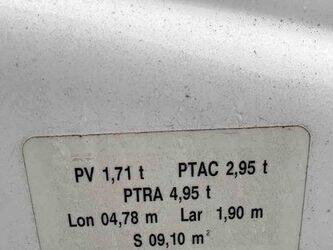 PV 1,71 t PTAC 2,95 t
PTRA 4,95 t
Lon 04,78 m Lar 1,90 m
S 09,10 m²